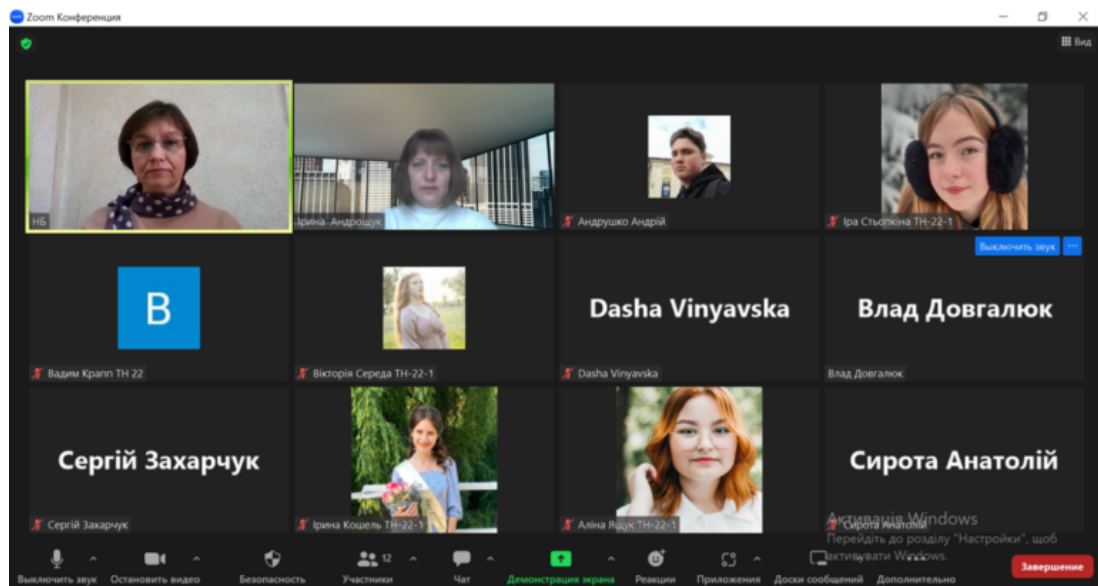 Zoom Конференция
Вид
НБ
Ірина Андрощук
Андрушко Андрій
Іра Стьопкіна ТН-22-1
Выключить звук
В
Вадим Крапп ТН 22
Вікторія Середа ТН-22-1
Dasha Vinyavska
Dasha Vinyavska
Влад Довгалюк
Влад Довгалюк
Сергій Захарчук
Сергій Захарчук
Ірина Кошель ТН-22-1
Аліна Ящук ТН-22-1
Сирота Анатолій
Сирота Анатолій
Активація Windows
Перейдіть до розділу "Настройки", щоб
активувати Windows.
Выключить звук
Остановить видео
Безопасность
Участники
12
Чат
Демонстрация экрана
Реакции
Приложения
Доски сообщений
Дополнительно
Завершение